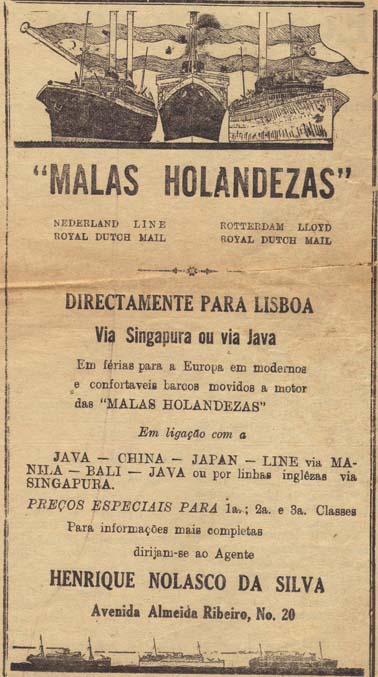 "MALAS HOLANDEZAS"
NEDERLAND LINE ROTTERDAM LLOYD
ROYAL DUTCH MAIL ROYAL DUTCH MAIL
DIRECTAMENTE PARA LISBOA
Via Singapura ou via Java
Em férias para a Europa em modernos
e confortaveis barcos movidos a motor
das "MALAS HOLANDEZAS"
Em ligação com a
JAVA — CHINA — JAPAN — LINE via MA-
NILA — BALI — JAVA ou por linhas inglêzas via
SINGAPURA.
PREÇOS ESPECIAIS PARA 1a.; 2a. e 3a. Classes
Para informações mais completas
dirijam-se ao Agente
HENRIQUE NOLASCO DA SILVA
Avenida Almeida Ribeiro, No. 20